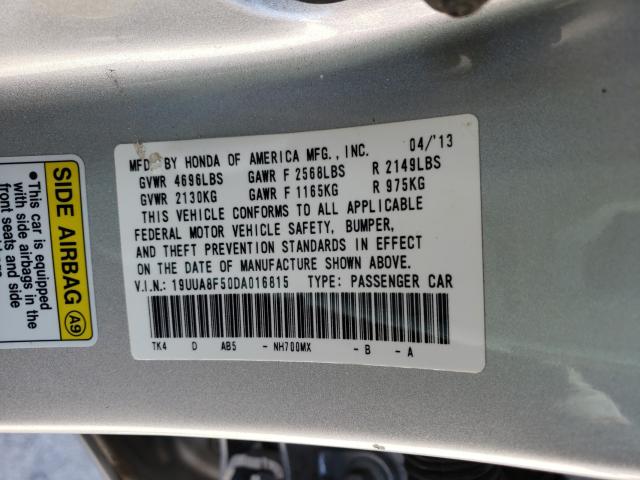 MFD. BY HONDA OF AMERICA MFG., INC. 04/'13
GVWR 4696LBS GAWR F 2568LBS R 2149LBS
GVWR 2130KG GAWR F 1165KG R 975KG
THIS VEHICLE CONFORMS TO ALL APPLICABLE
FEDERAL MOTOR VEHICLE SAFETY, BUMPER,
AND THEFT PREVENTION STANDARDS IN EFFECT
ON THE DATE OF MANUFACTURE SHOWN ABOVE.
V.I.N.: 19UUA8F50DA016815 TYPE: PASSENGER CAR
TK4 D AB5 - NH700MX - B - A
SIDE AIRBAG A9
•This car is equipped
with side airbags in the
front seats and side